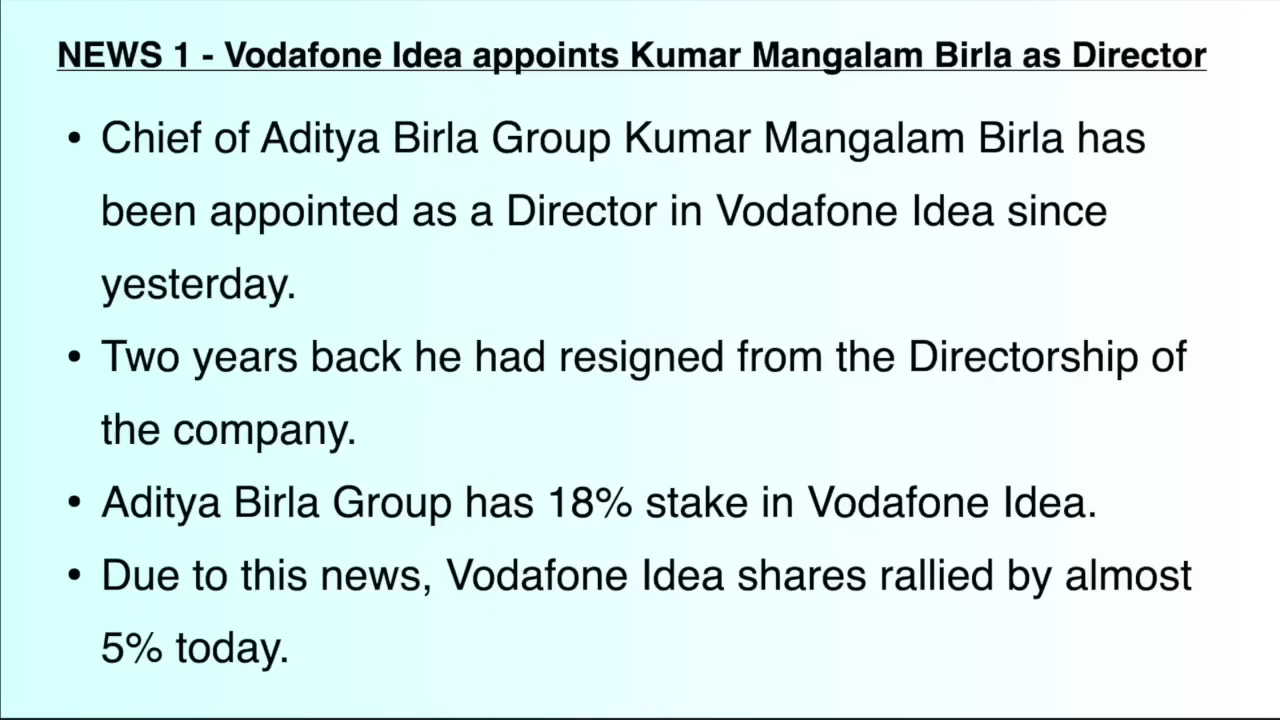 NEWS 1 - Vodafone Idea appoints Kumar Mangalam Birla as Director
• Chief of Aditya Birla Group Kumar Mangalam Birla has
been appointed as a Director in Vodafone Idea since
yesterday.
• Two years back he had resigned from the Directorship of
the company.
• Aditya Birla Group has 18% stake in Vodafone Idea.
• Due to this news, Vodafone Idea shares rallied by almost
5% today.